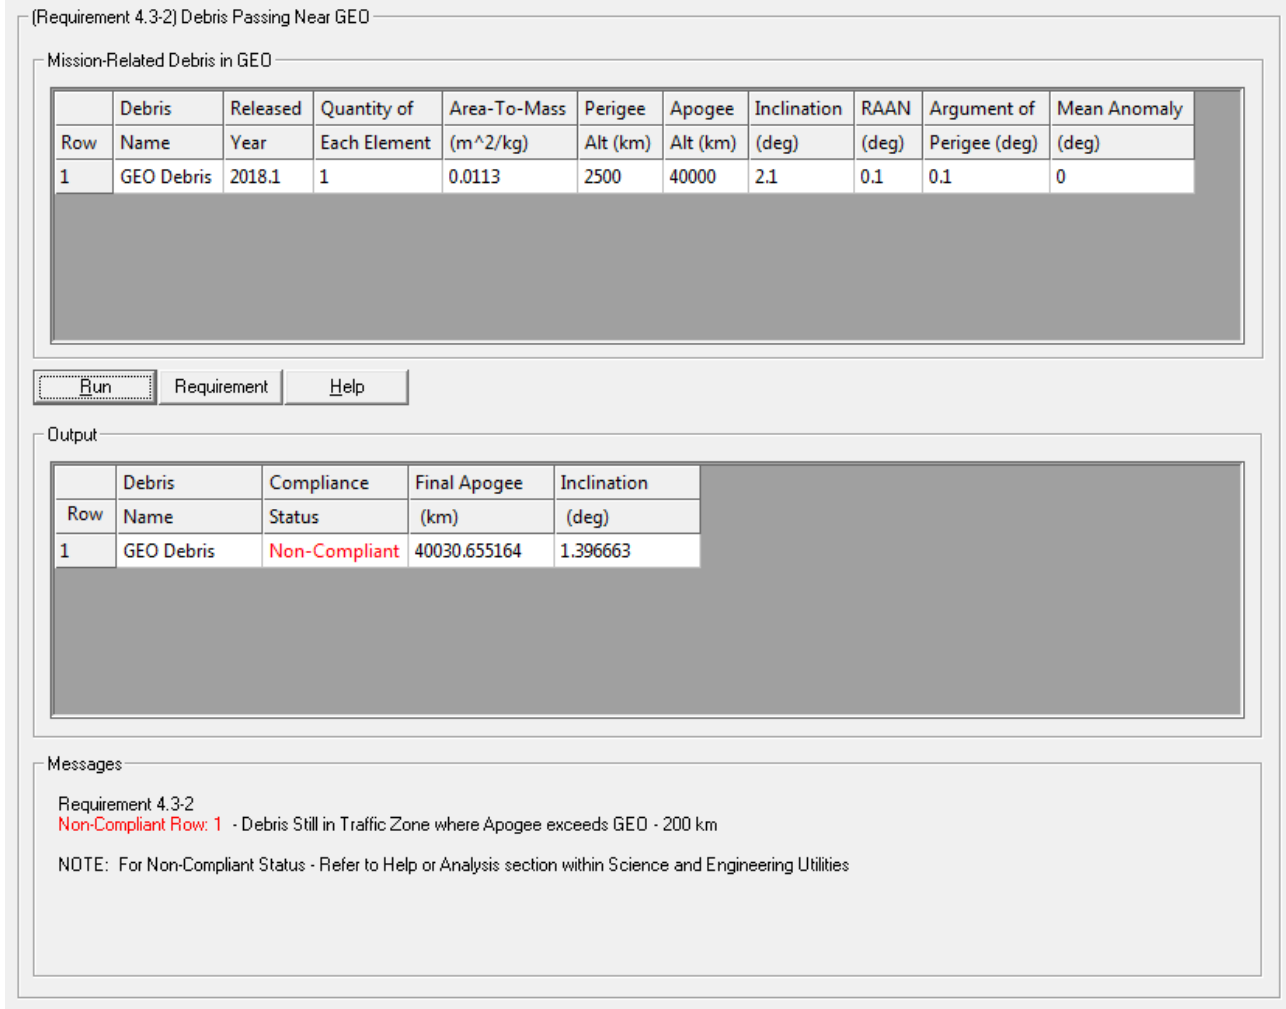 (Requirement 4.3-2) Debris Passing Near GEO
Mission-Related Debris in GEO
Debris Released Quantity of Area-To-Mass Perigee Apogee Inclination RAAN Argument of Mean Anomaly
Row Name Year Each Element (m^2/kg) Alt (km) Alt (km) (deg) (deg) Perigee (deg) (deg)
1 GEO Debris 2018.1 1 0.0113 2500 40000 2.1 0.1 0.1 0
Run Requirement Help
Output
Debris Compliance Final Apogee Inclination
Row Name Status (km) (deg)
1 GEO Debris Non-Compliant 40030.655164 1.396663
Messages
Requirement 4.3-2
Non-Compliant Row: 1 - Debris Still in Traffic Zone where Apogee exceeds GEO - 200 km
NOTE: For Non-Compliant Status - Refer to Help or Analysis section within Science and Engineering Utilities